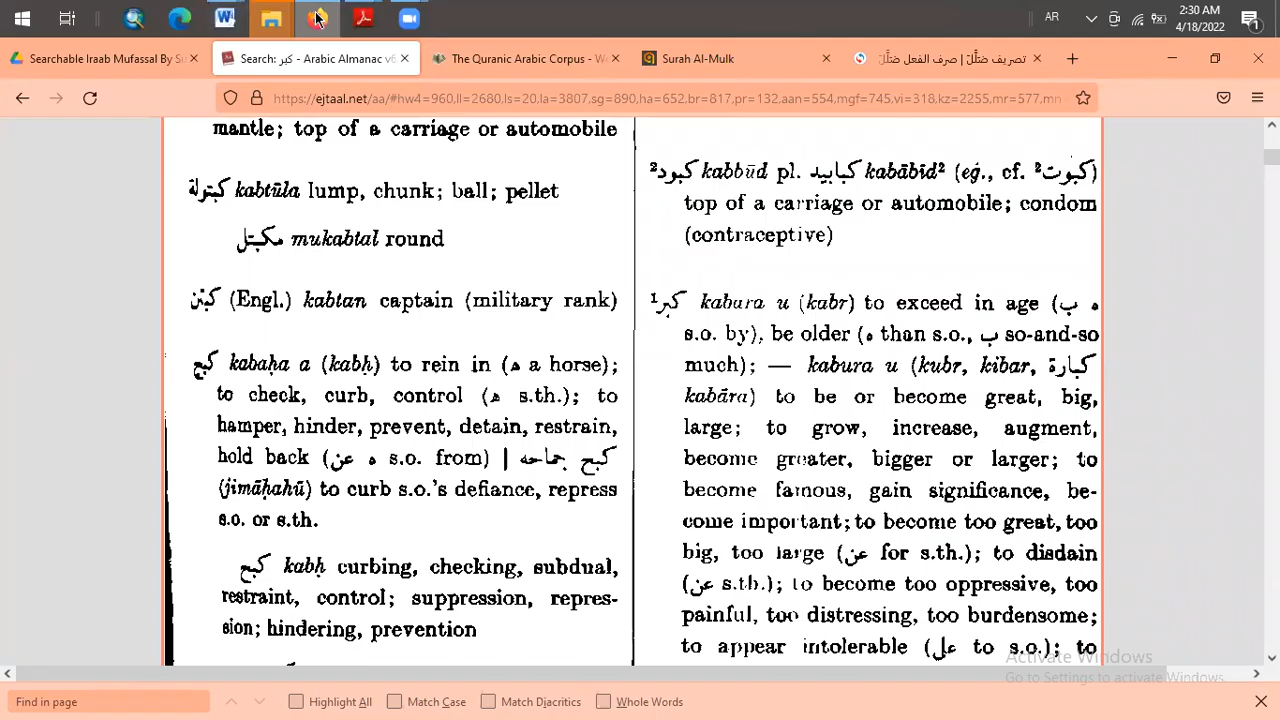 AR
2:30 AM
4/18/2022
Searchable Iraab Mufassal By Su
Search: كبر - Arabic Almanac v6
The Quranic Arabic Corpus - Wo
Surah Al-Mulk
تصريف ضتَلَّ | صرف الفعل ضتَلَّ
https://ejtaal.net/aa/#hw4=960,ll=2680,ls=20,la=3807,sg=890,ha=652,br=817,pr=132,aan=554,mgf=745,vi=318,kz=2255,mr=577,mn=
mantle; top of a carriage or automobile
كبتولة kabtūla lump, chunk; ball; pellet
مكبتل mukabtal round
كبتن (Engl.) kabtan captain (military rank)
كبح kabaḥa a (kabḥ) to rein in (ه a horse);
to check, curb, control (ه s.th.); to
hamper, hinder, prevent, detain, restrain,
hold back (عن ه s.o. from) | كبح جماحه
(jimāḥahū) to curb s.o.'s defiance, repress
s.o. or s.th.
كبح kabḥ curbing, checking, subdual,
restraint, control; suppression, repres-
sion; hindering, prevention
كبود² kabbūd pl. كبابيد kabābīd² (eg., cf. كبوت²)
top of a carriage or automobile; condom
(contraceptive)
كبر¹ kabura u (kabr) to exceed in age (ه ب
s.o. by), be older (ه than s.o., ب so-and-so
much); — kabura u (kubr, kibar, كبارة
kabāra) to be or become great, big,
large; to grow, increase, augment,
become greater, bigger or larger; to
become famous, gain significance, be-
come important; to become too great, too
big, too large (عن for s.th.); to disdain
(عن s.th.); to become too oppressive, too
painful, too distressing, too burdensome;
to appear intolerable (على to s.o.); to
Activate Windows
Go to Settings to activate Windows.
Find in page
Highlight All
Match Case
Match Diacritics
Whole Words